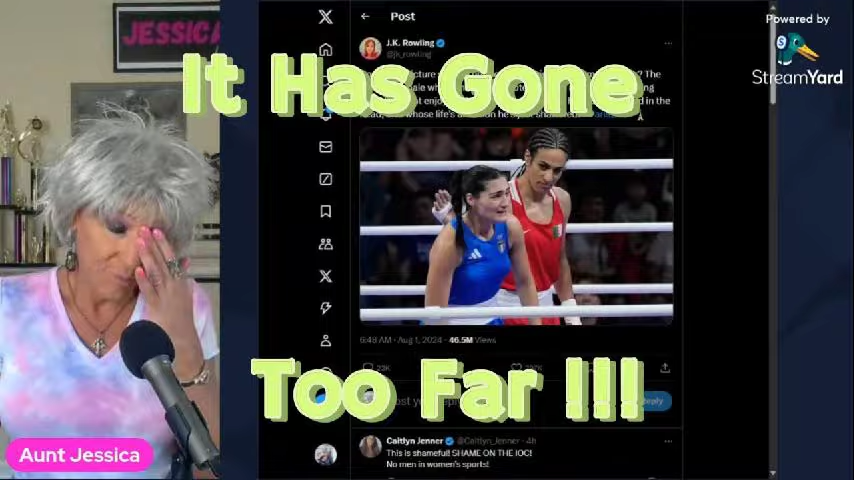 JESSICA
Post
J.K. Rowling
@jk_rowling
It Has Gone
6:48 AM · Aug 1, 2024 · 46.5M Views
23K
Too Far !!!
Aunt Jessica
Caitlyn Jenner @Caitlyn_Jenner · 4h
This is shameful! SHAME ON THE IOC!
No men in women's sports!
Powered by
StreamYard